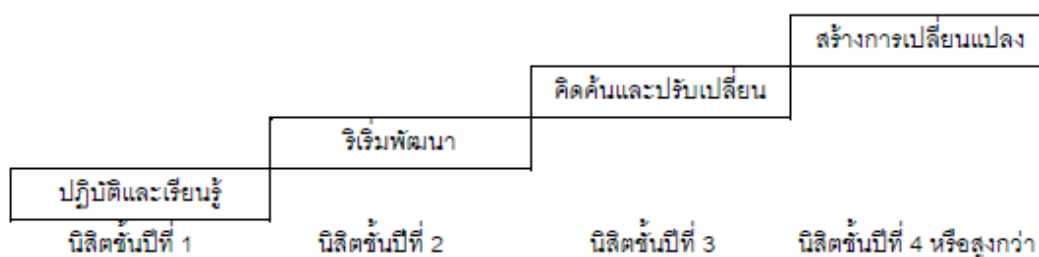 สร้างการเปลี่ยนแปลง
คิดค้นและปรับเปลี่ยน
ริเริ่มพัฒนา
ปฏิบัติและเรียนรู้
นิสิตชั้นปีที่ 1 นิสิตชั้นปีที่ 2 นิสิตชั้นปีที่ 3 นิสิตชั้นปีที่ 4 หรือสูงกว่า